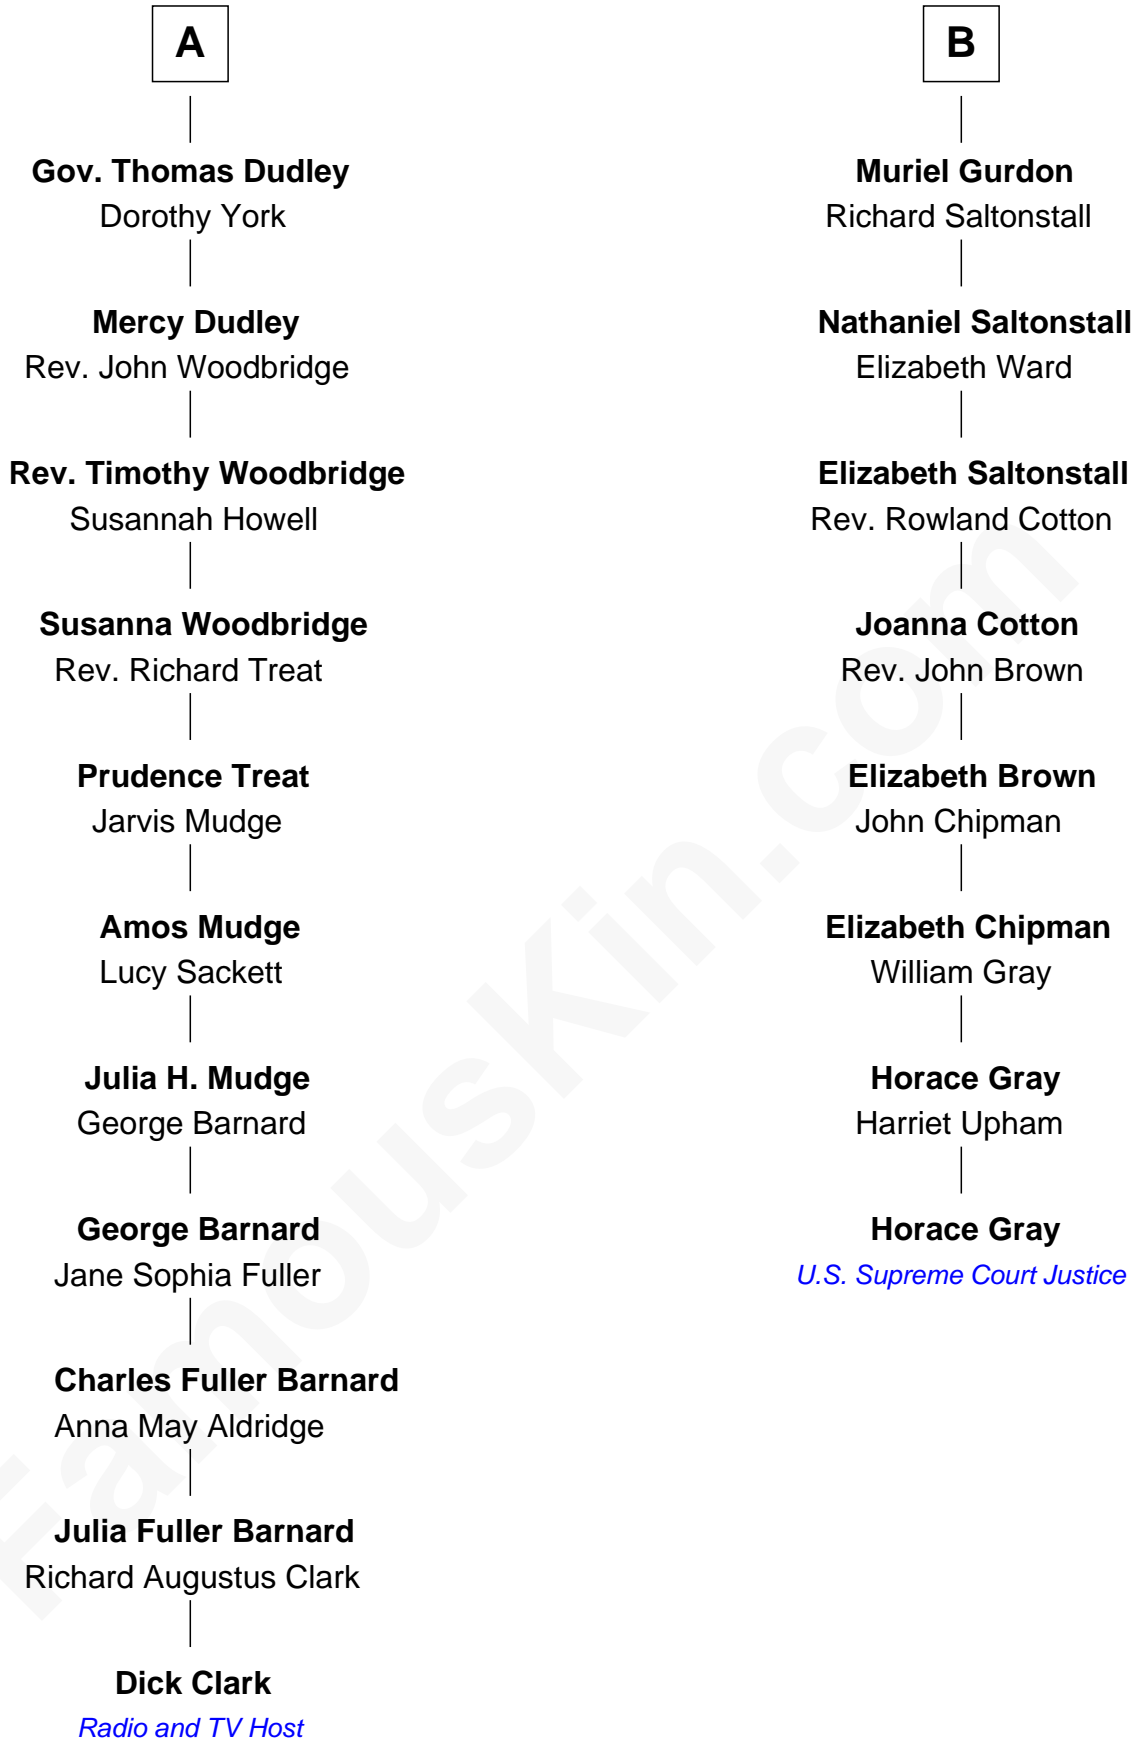 A
Gov. Thomas Dudley
Dorothy York
Mercy Dudley
Rev. John Woodbridge
Rev. Timothy Woodbridge
Susannah Howell
Susanna Woodbridge
Rev. Richard Treat
Prudence Treat
Jarvis Mudge
Amos Mudge
Lucy Sackett
Julia H. Mudge
George Barnard
George Barnard
Jane Sophia Fuller
Charles Fuller Barnard
Anna May Aldridge
Julia Fuller Barnard
Richard Augustus Clark
Dick Clark
Radio and TV Host
B
Muriel Gurdon
Richard Saltonstall
Nathaniel Saltonstall
Elizabeth Ward
Elizabeth Saltonstall
Rev. Rowland Cotton
Joanna Cotton
Rev. John Brown
Elizabeth Brown
John Chipman
Elizabeth Chipman
William Gray
Horace Gray
Harriet Upham
Horace Gray
U.S. Supreme Court Justice
FamousKin.com